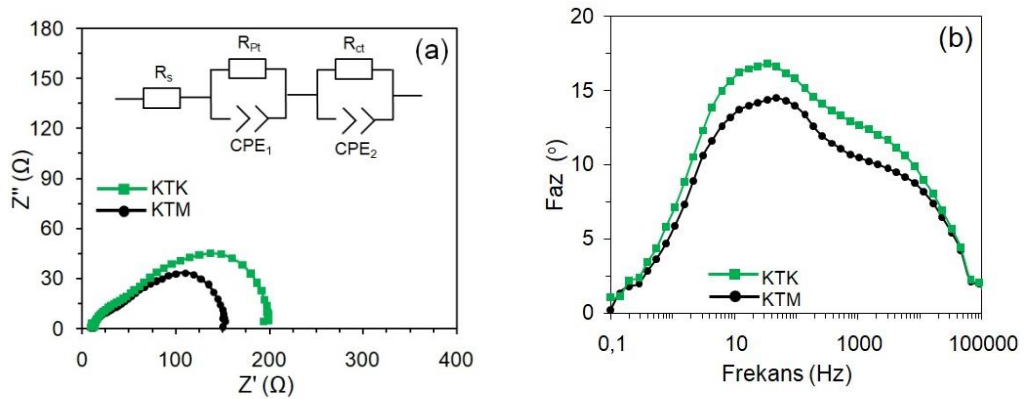 (a)
180
150
120
90
60
30
0
Z'' (Ω)
R_s
R_Pt
CPE_1
R_ct
CPE_2
KTK
KTM
0
100
200
300
400
Z' (Ω)
(b)
20
15
10
5
0
Faz (°)
KTK
KTM
0,1
10
1000
100000
Frekans (Hz)